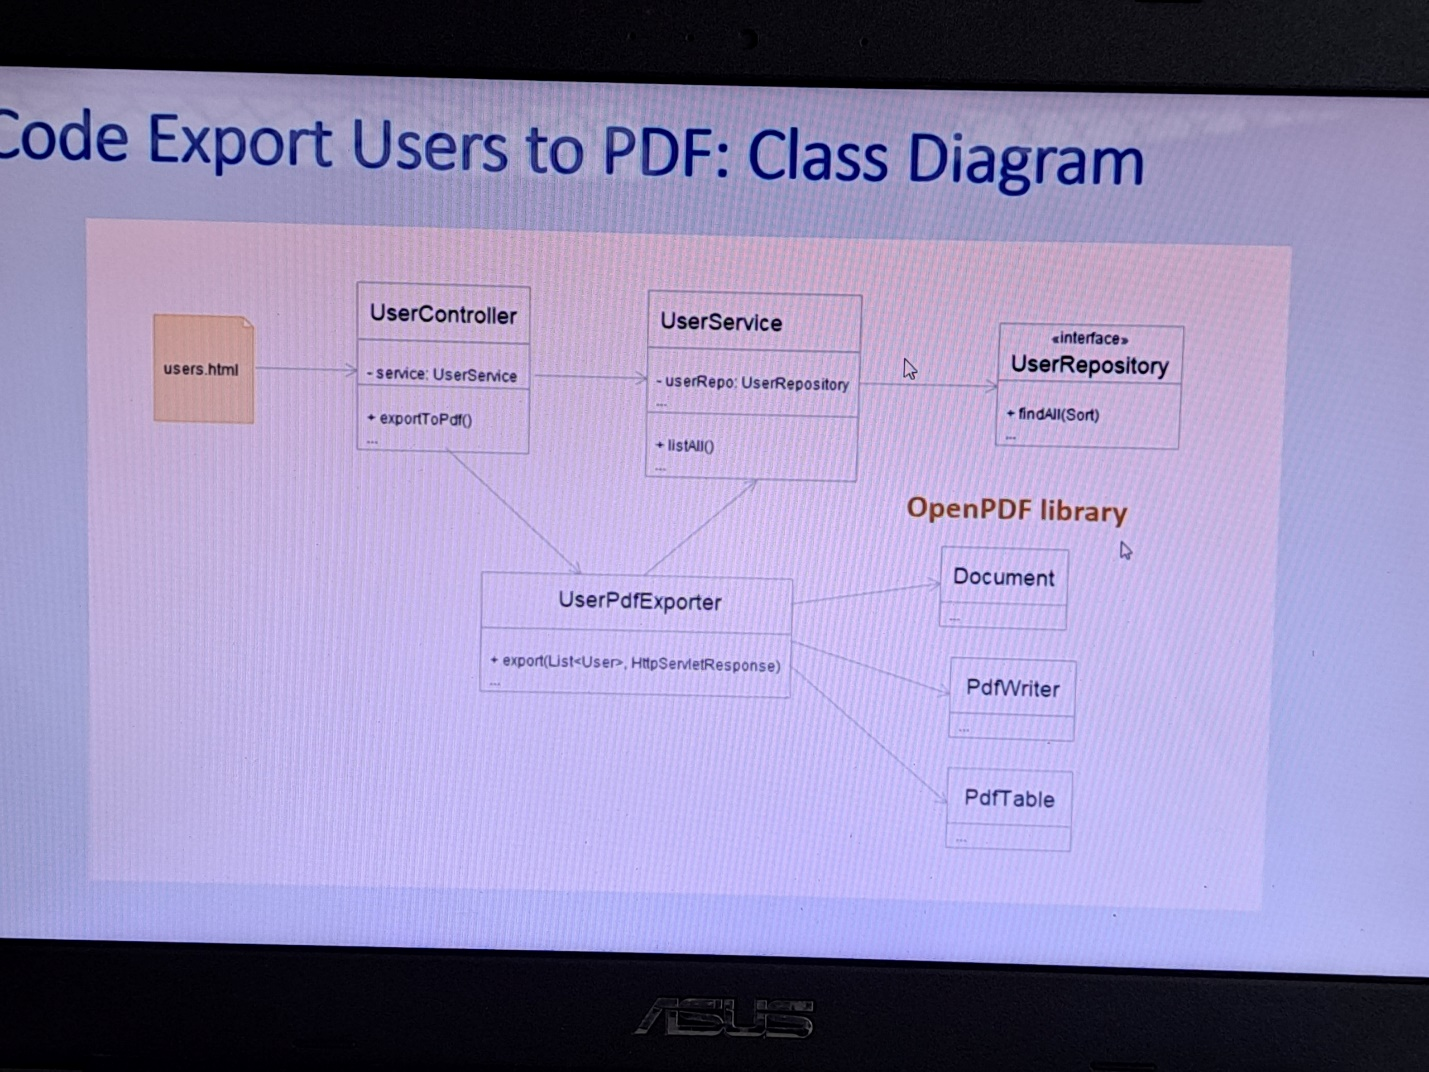 Code Export Users to PDF: Class Diagram
users.html
UserController
- service: UserService
+ exportToPdf()
...
UserService
- userRepo: UserRepository
...
+ listAll()
...
«interface»
UserRepository
+ findAll(Sort)
...
UserPdfExporter
+ export(List<User>, HttpServletResponse)
...
OpenPDF library
Document
...
PdfWriter
...
PdfTable
...
ASUS